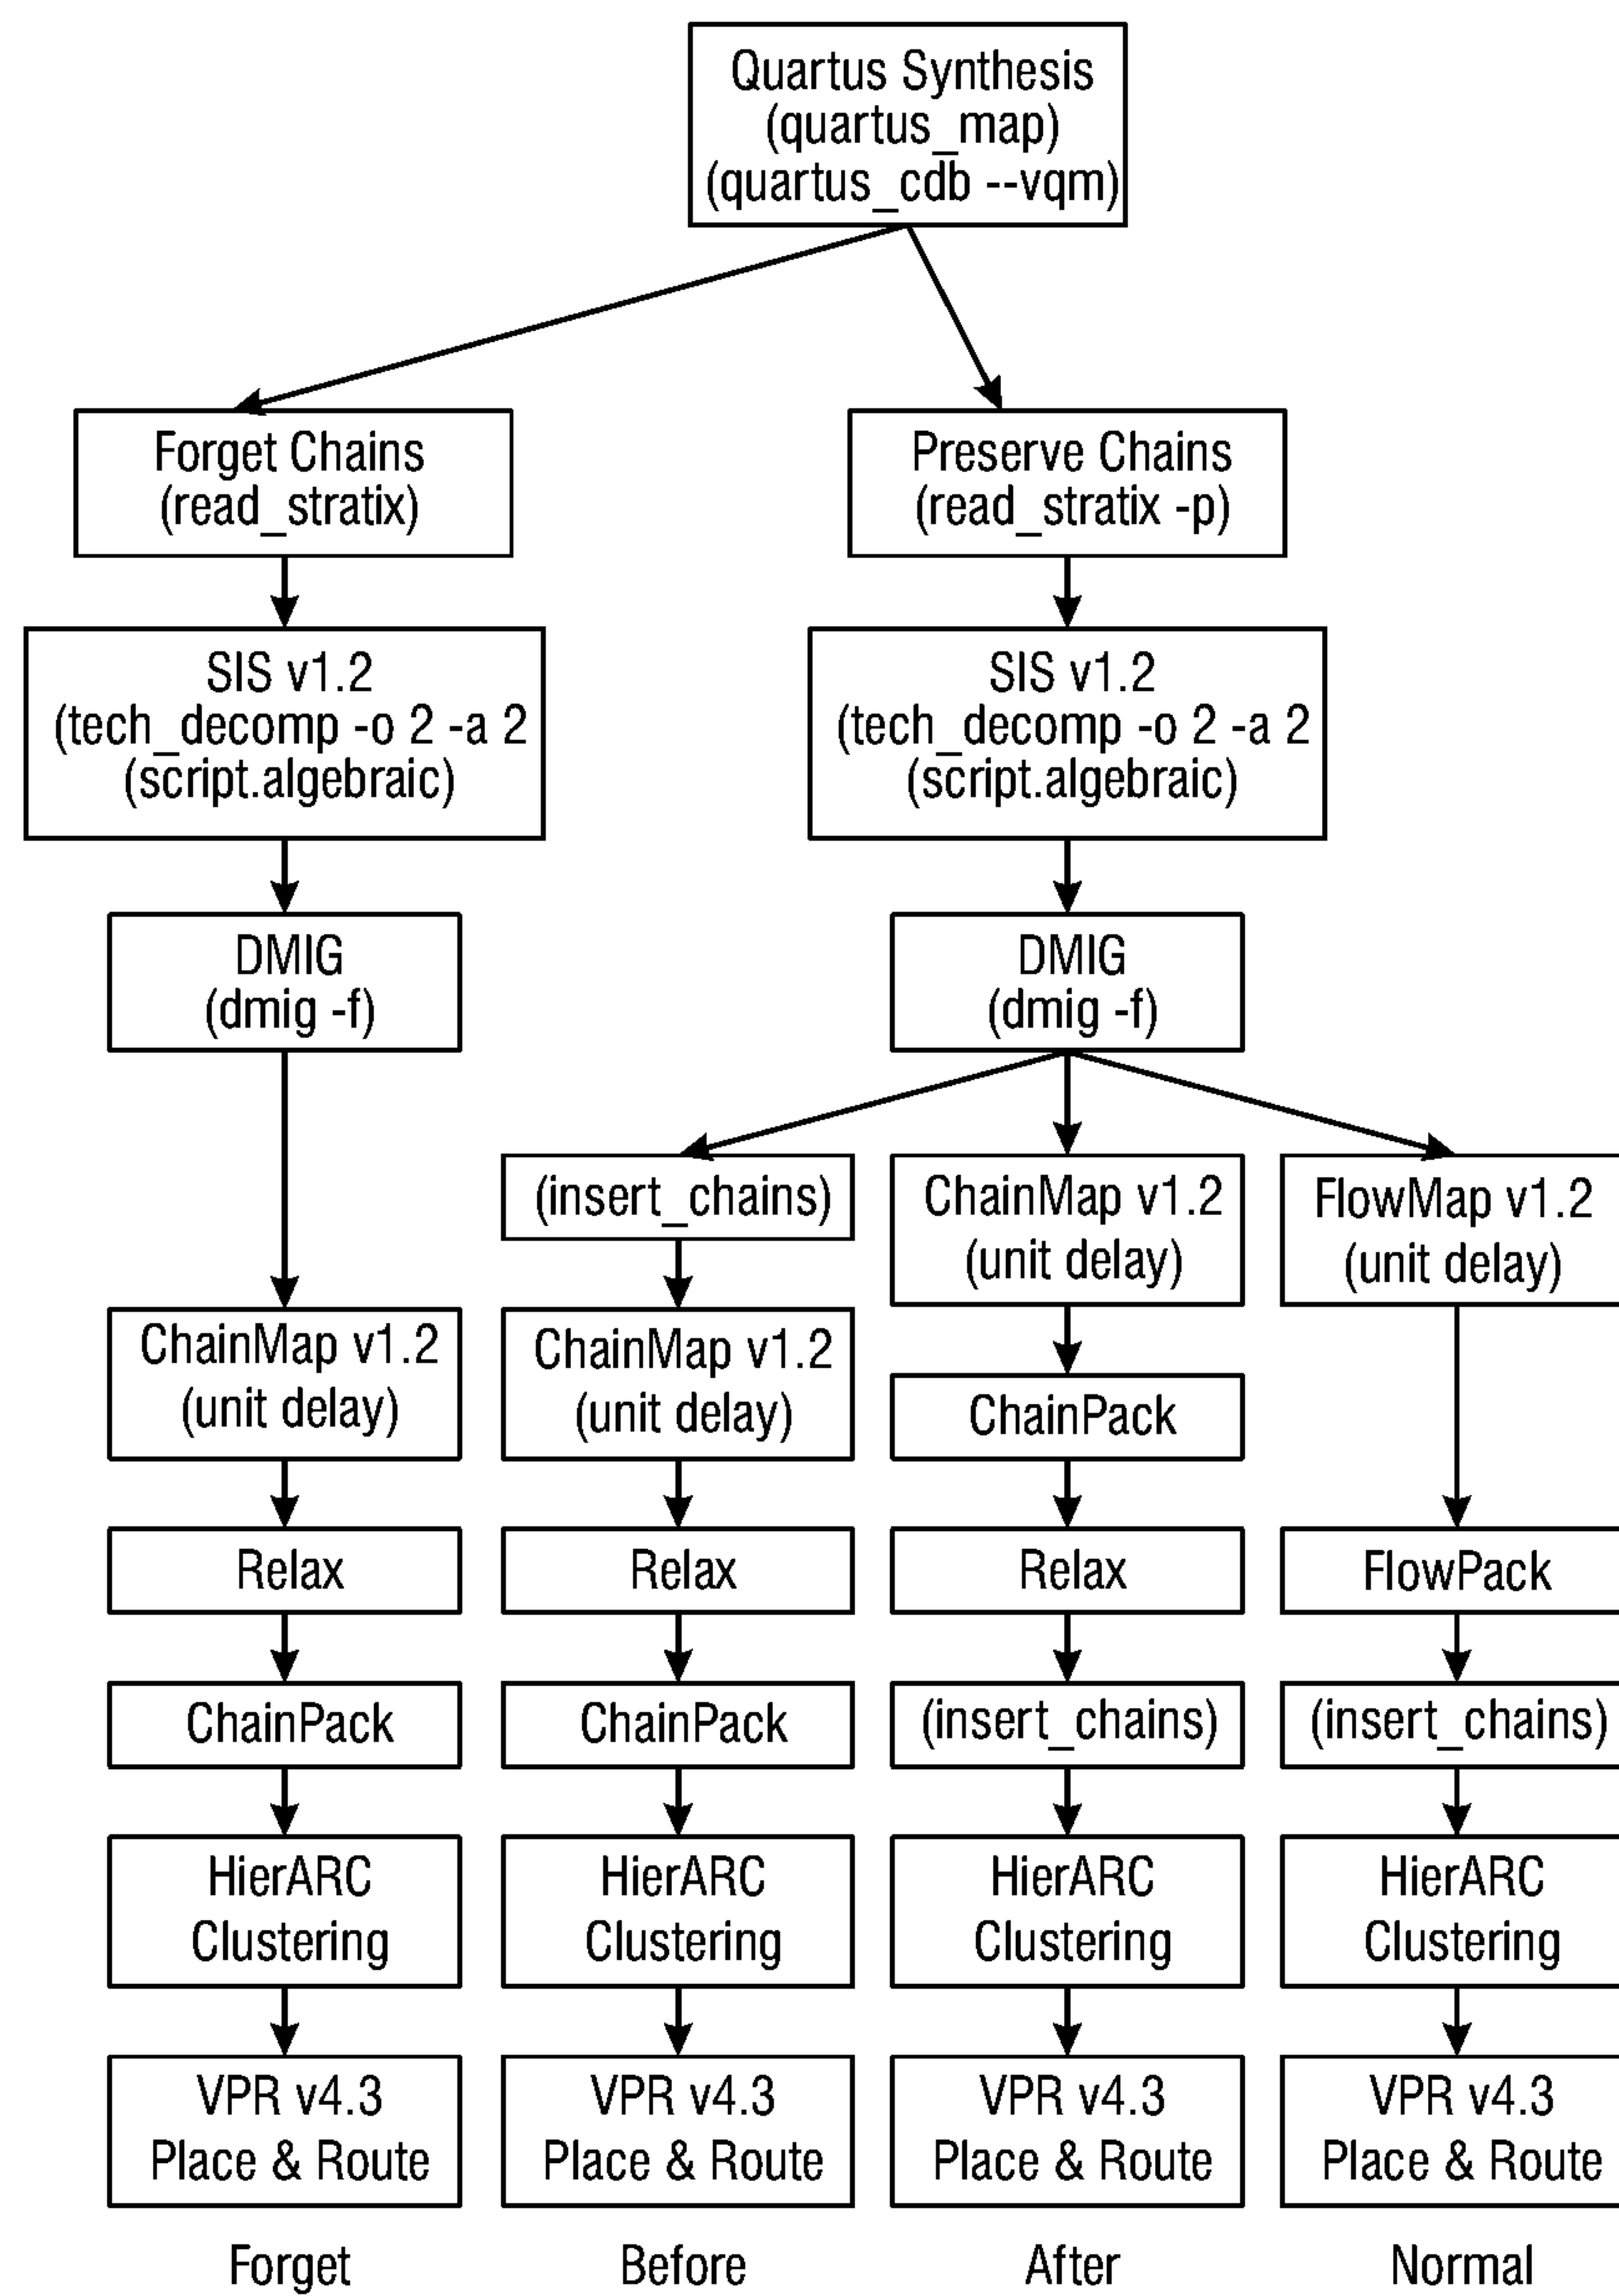 Quartus Synthesis
(quartus_map)
(quartus_cdb --vqm)
Forget Chains
(read_stratix)
Preserve Chains
(read_stratix -p)
SIS v1.2
(tech_decomp -o 2 -a 2
(script.algebraic)
SIS v1.2
(tech_decomp -o 2 -a 2
(script.algebraic)
DMIG
(dmig -f)
DMIG
(dmig -f)
(insert_chains)
ChainMap v1.2
(unit delay)
FlowMap v1.2
(unit delay)
ChainMap v1.2
(unit delay)
ChainMap v1.2
(unit delay)
ChainPack
Relax
Relax
Relax
FlowPack
ChainPack
ChainPack
(insert_chains)
(insert_chains)
HierARC
Clustering
HierARC
Clustering
HierARC
Clustering
HierARC
Clustering
VPR v4.3
Place & Route
VPR v4.3
Place & Route
VPR v4.3
Place & Route
VPR v4.3
Place & Route
Forget
Before
After
Normal